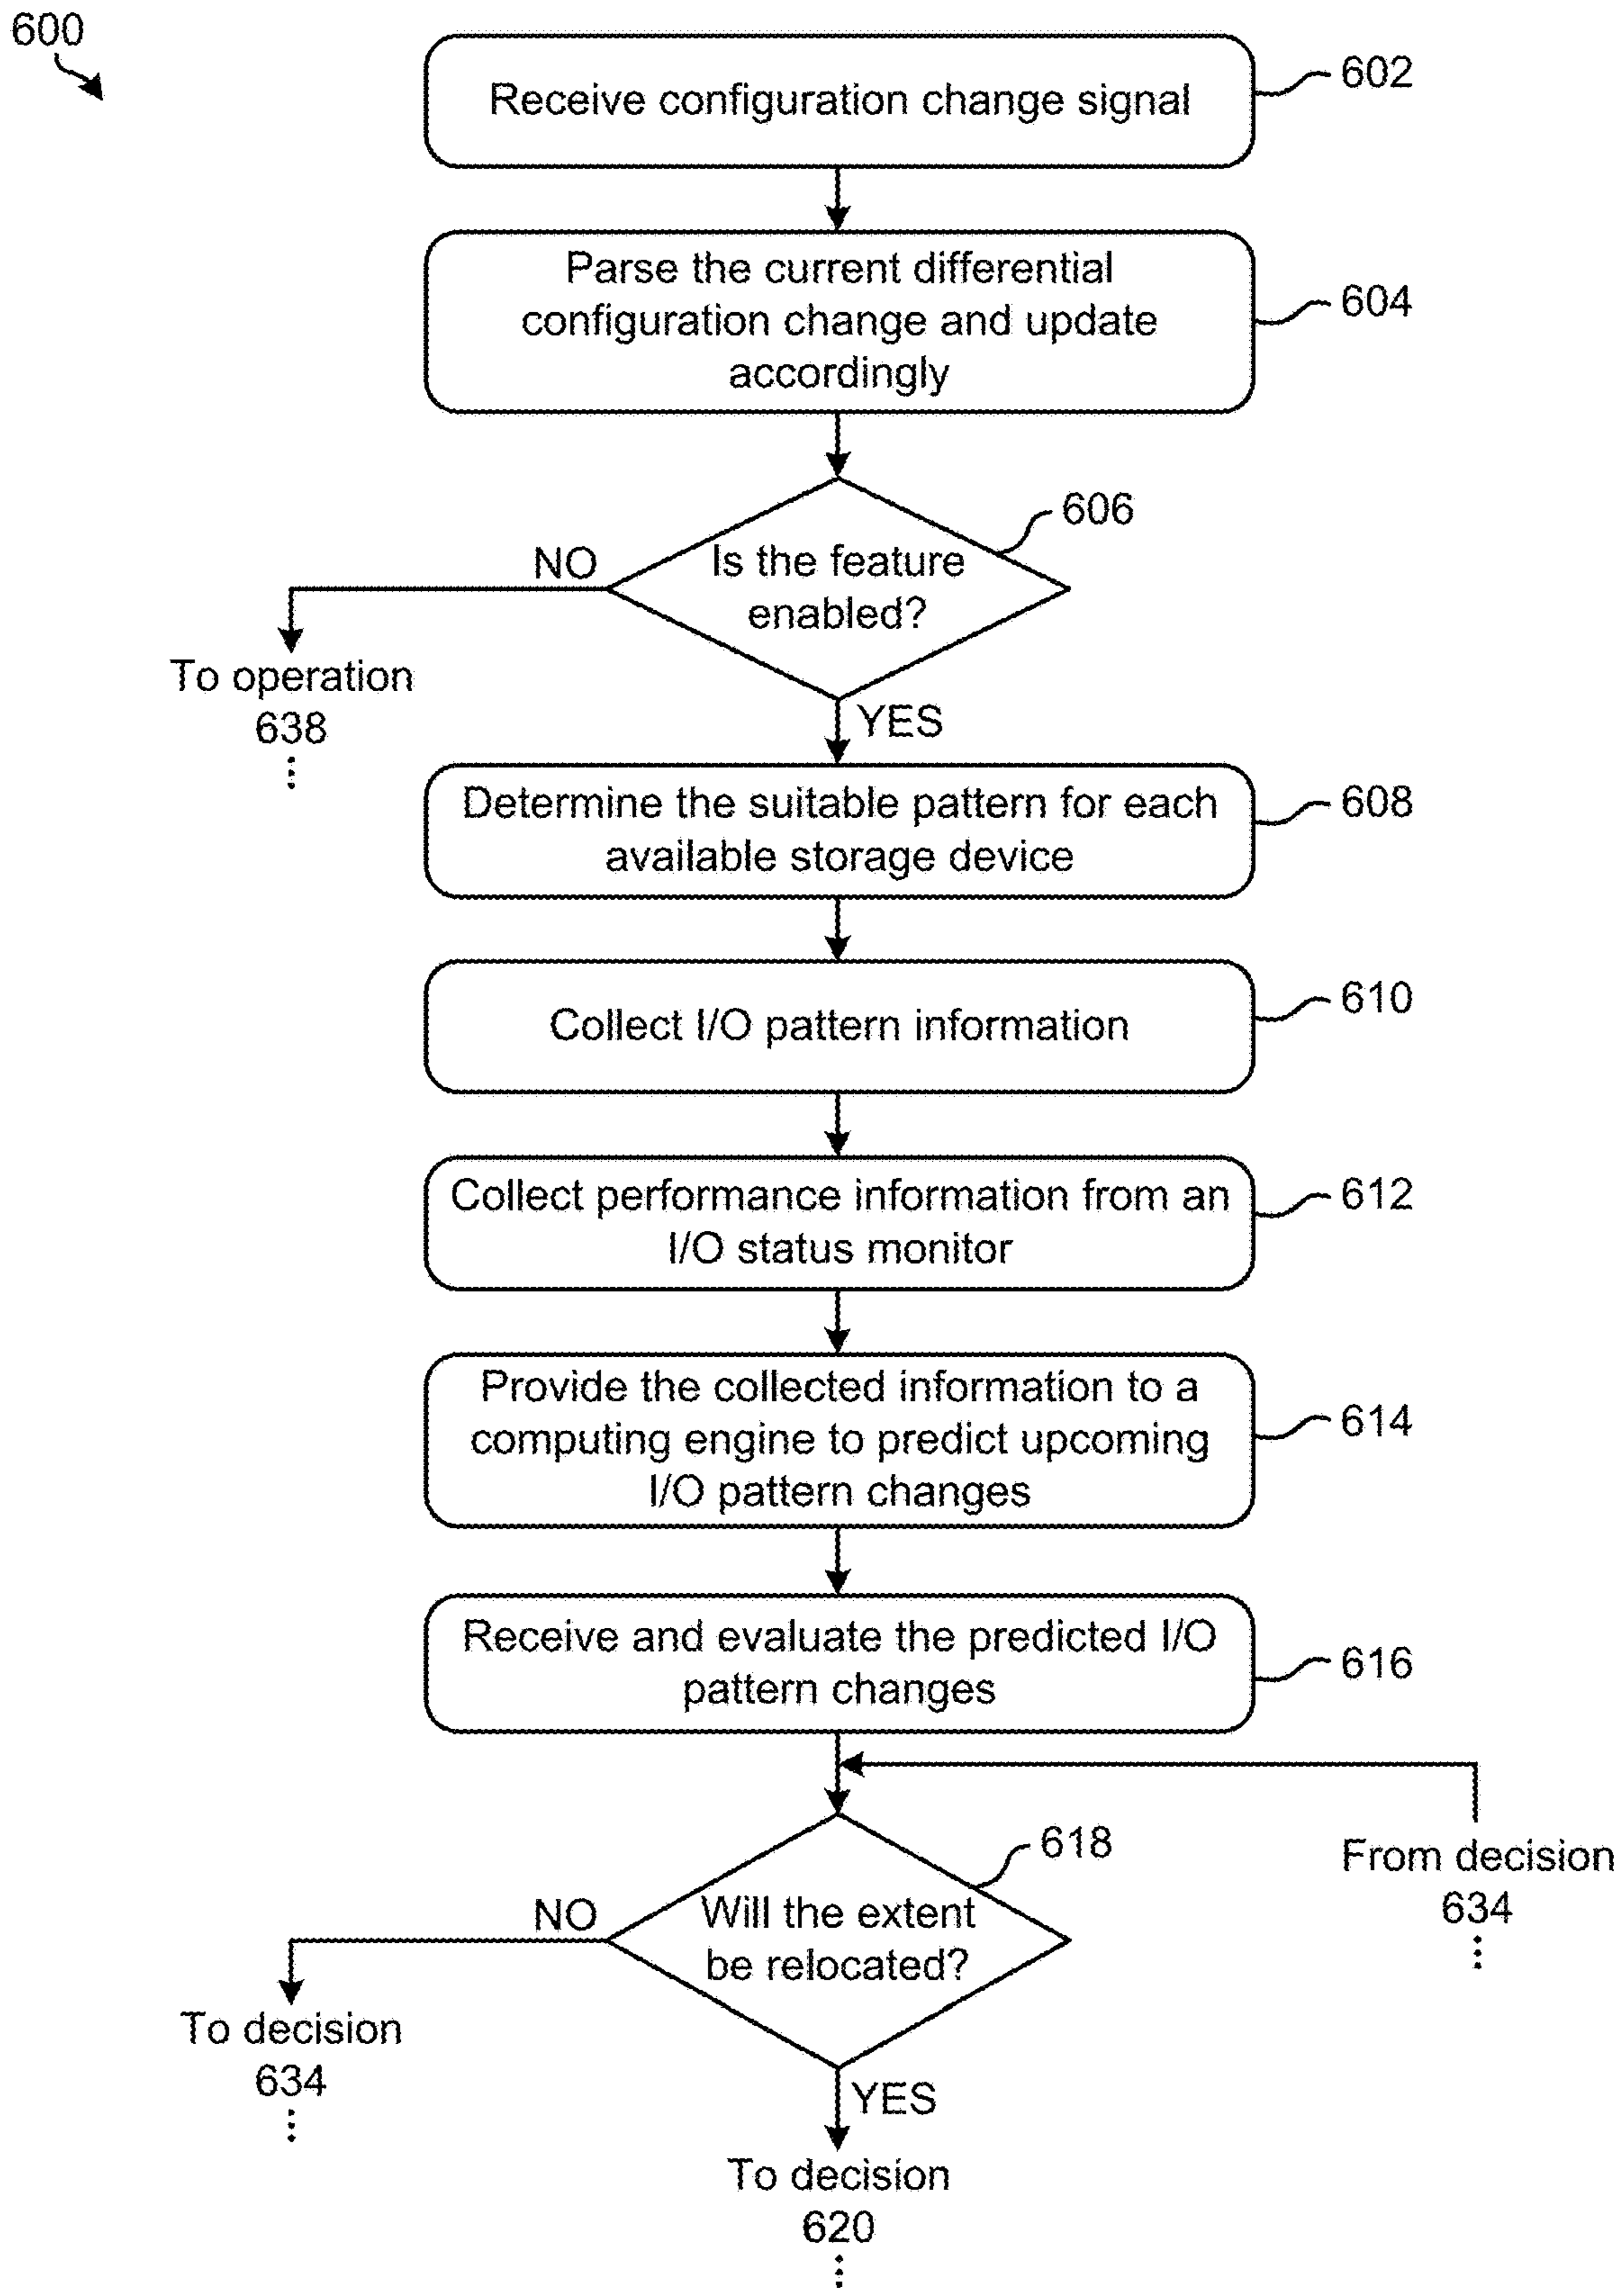 600
Receive configuration change signal
602
Parse the current differential
configuration change and update
accordingly
604
606
Is the feature
enabled?
NO
To operation
638
YES
Determine the suitable pattern for each
available storage device
608
Collect I/O pattern information
610
Collect performance information from an
I/O status monitor
612
Provide the collected information to a
computing engine to predict upcoming
I/O pattern changes
614
Receive and evaluate the predicted I/O
pattern changes
616
618
Will the extent
be relocated?
From decision
634
NO
To decision
634
YES
To decision
620